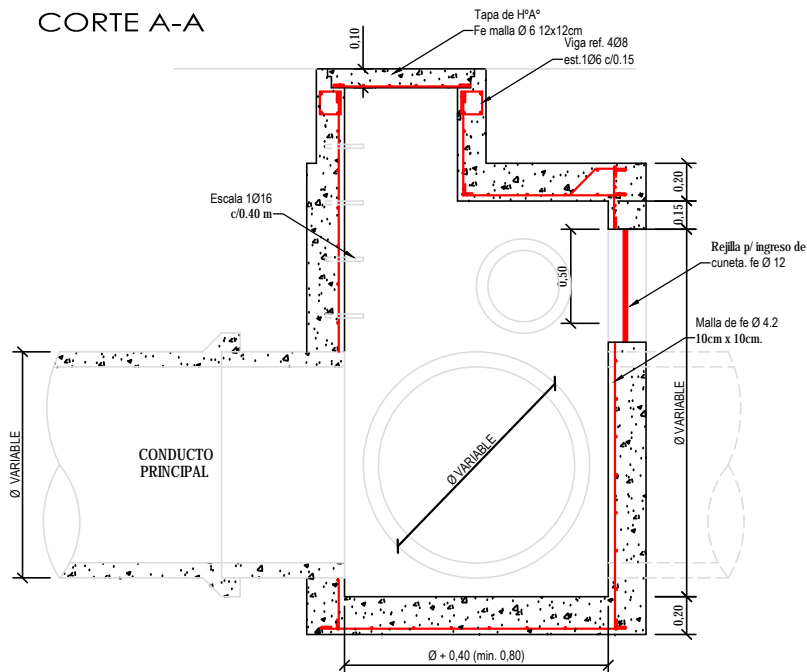 CORTE A-A
Tapa de HºAº
Fe malla Ø 6 12x12cm
Viga ref. 4Ø8
est.1Ø6 c/0.15
0,10
Escala 1Ø16
c/0.40 m
0,20
0,15
Rejilla p/ ingreso de
cuneta. fe Ø 12
0,50
Malla de fe Ø 4.2
10cm x 10cm.
Ø VARIABLE
CONDUCTO
PRINCIPAL
Ø VARIABLE
Ø VARIABLE
0,20
Ø + 0,40 (min. 0,80)